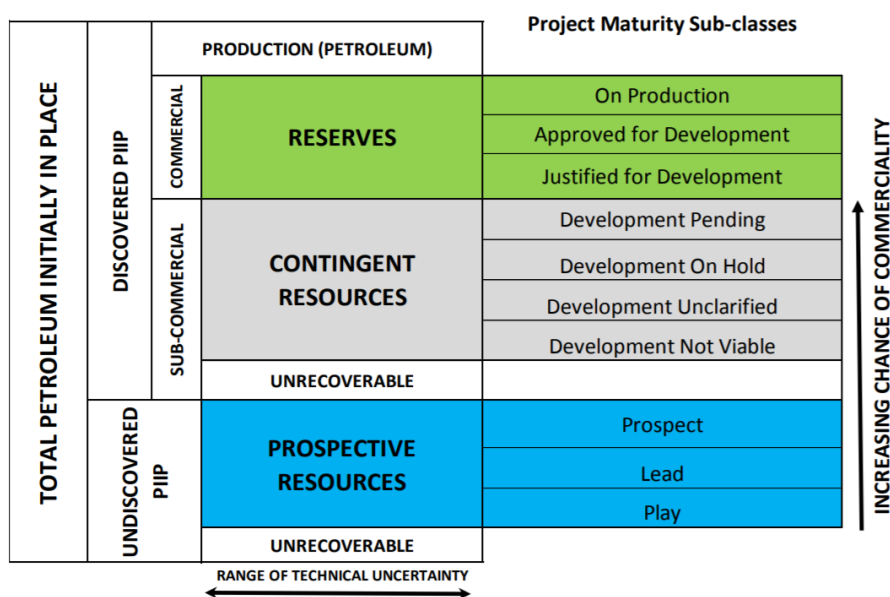 Project Maturity Sub-classes
TOTAL PETROLEUM INITIALLY IN PLACE
DISCOVERED PIIP
PRODUCTION (PETROLEUM)
COMMERCIAL
RESERVES
On Production
Approved for Development
Justified for Development
SUB-COMMERCIAL
CONTINGENT
RESOURCES
Development Pending
Development On Hold
Development Unclarified
Development Not Viable
UNRECOVERABLE
UNDISCOVERED
PIIP
PROSPECTIVE
RESOURCES
Prospect
Lead
Play
UNRECOVERABLE
RANGE OF TECHNICAL UNCERTAINTY
INCREASING CHANCE OF COMMERCIALITY